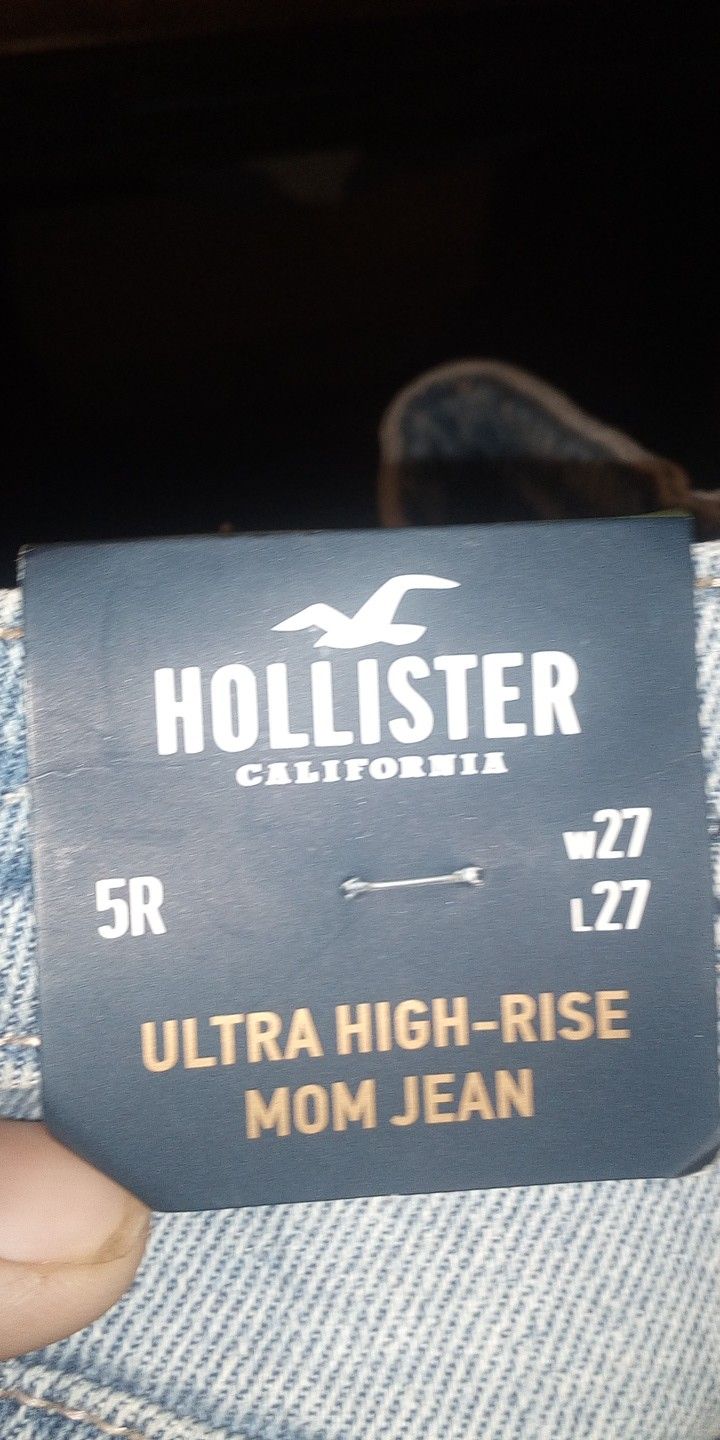 HOLLISTER
CALIFORNIA
5R
W27
L27
ULTRA HIGH-RISE
MOM JEAN